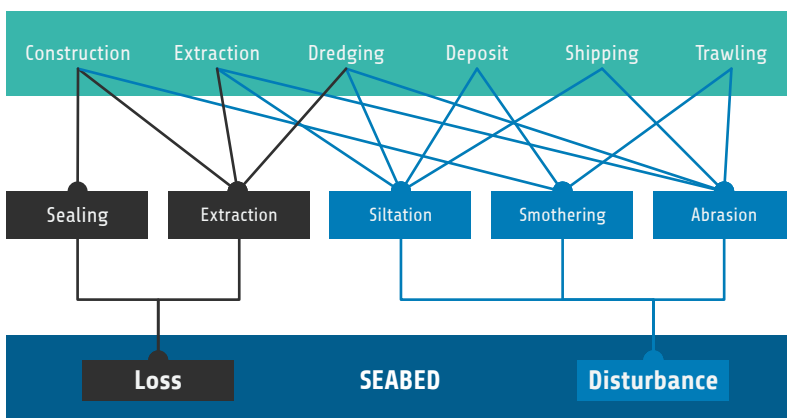 Construction Extraction Dredging Deposit Shipping Trawling
Sealing Extraction Siltation Smothering Abrasion
Loss SEABED Disturbance